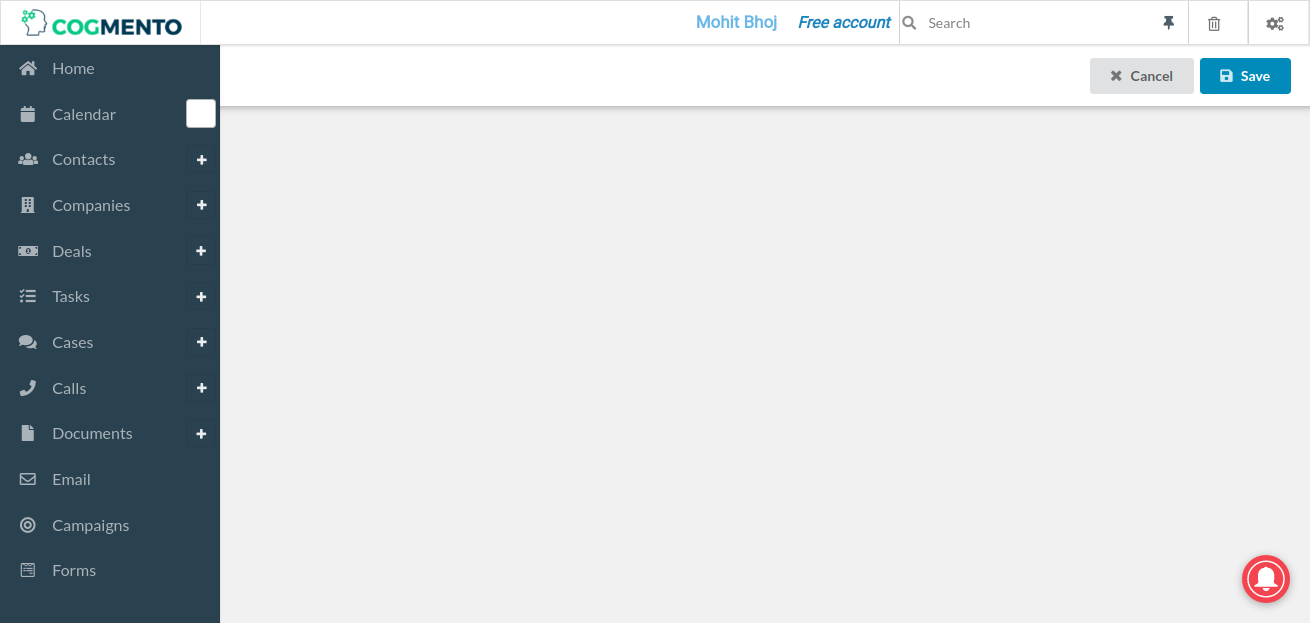 COGMENTO
Mohit Bhoj Free account Search
Cancel Save
Home
Calendar
Contacts
Companies
Deals
Tasks
Cases
Calls
Documents
Email
Campaigns
Forms